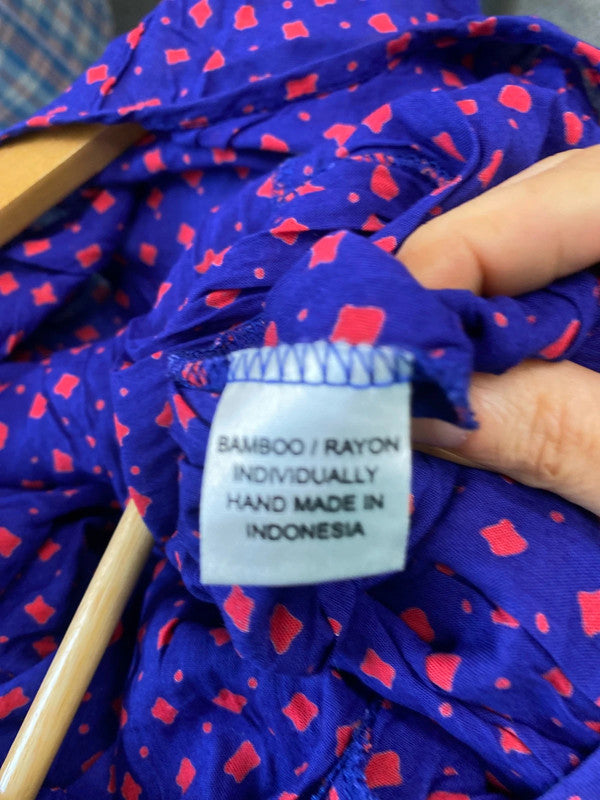 BAMBOO / RAYON
INDIVIDUALLY
HAND MADE IN
INDONESIA